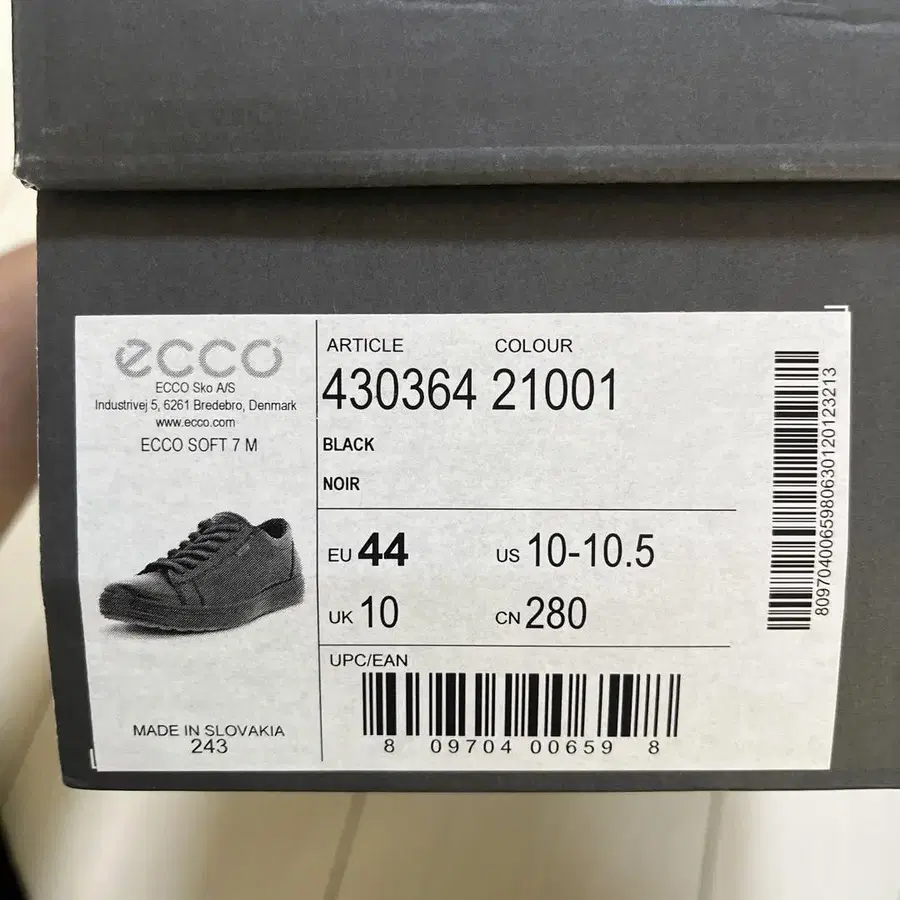 ecco
ECCO Sko A/S
Industrivej 5, 6261 Bredebro, Denmark
www.ecco.com
ECCO SOFT 7 M
MADE IN SLOVAKIA
243
ARTICLE COLOUR
430364 21001
BLACK
NOIR
EU 44 US 10-10.5
UK 10 CN 280
UPC/EAN
8 09704 00659 8
80970400659806301201232​13